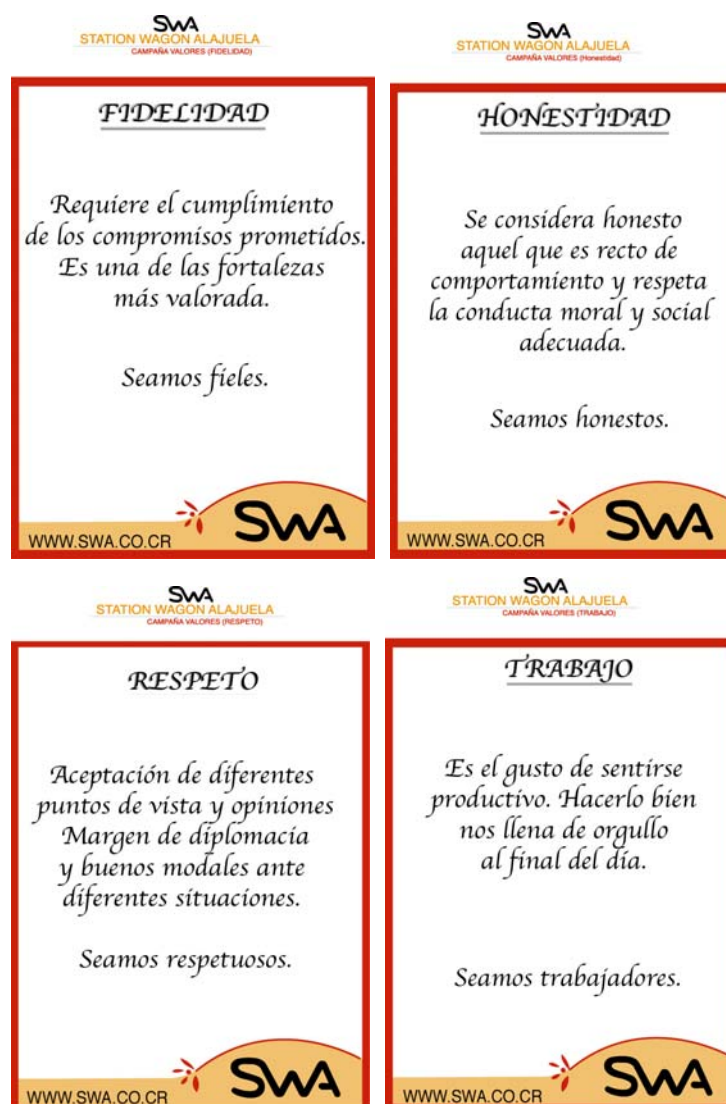 SWA
STATION WAGON ALAJUELA
CAMPAÑA VALORES (FIDELIDAD)
FIDELIDAD
Requiere el cumplimiento
de los compromisos prometidos.
Es una de las fortalezas
más valorada.
Seamos fieles.
WWW.SWA.CO.CR
SWA
SWA
STATION WAGON ALAJUELA
CAMPAÑA VALORES (Honestidad)
HONESTIDAD
Se considera honesto
aquel que es recto de
comportamiento y respeta
la conducta moral y social
adecuada.
Seamos honestos.
WWW.SWA.CO.CR
SWA
SWA
STATION WAGON ALAJUELA
CAMPAÑA VALORES (RESPETO)
RESPETO
Aceptación de diferentes
puntos de vista y opiniones
Margen de diplomacia
y buenos modales ante
diferentes situaciones.
Seamos respetuosos.
WWW.SWA.CO.CR
SWA
SWA
STATION WAGON ALAJUELA
CAMPAÑA VALORES (TRABAJO)
TRABAJO
Es el gusto de sentirse
productivo. Hacerlo bien
nos llena de orgullo
al final del día.
Seamos trabajadores.
WWW.SWA.CO.CR
SWA